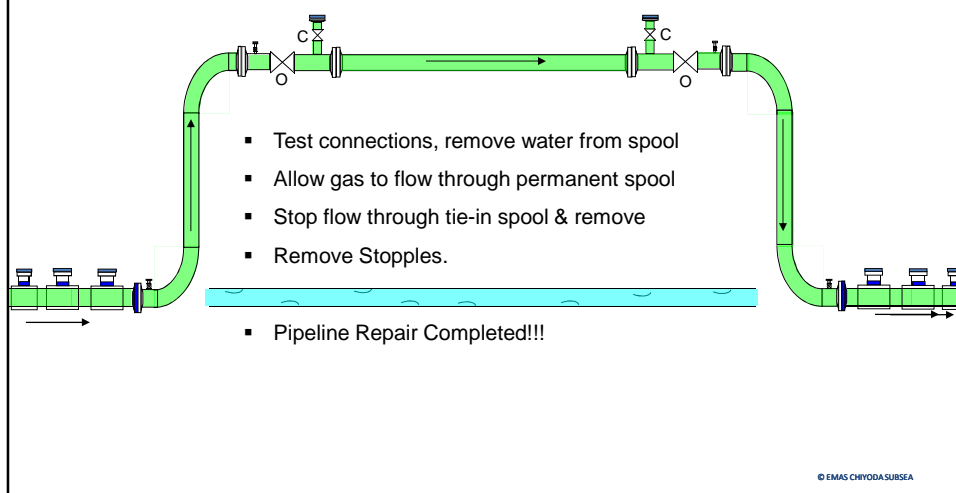 C
C
O
O
▪ Test connections, remove water from spool
▪ Allow gas to flow through permanent spool
▪ Stop flow through tie-in spool & remove
▪ Remove Stopples.
▪ Pipeline Repair Completed!!!
© EMAS CHIYODA SUBSEA